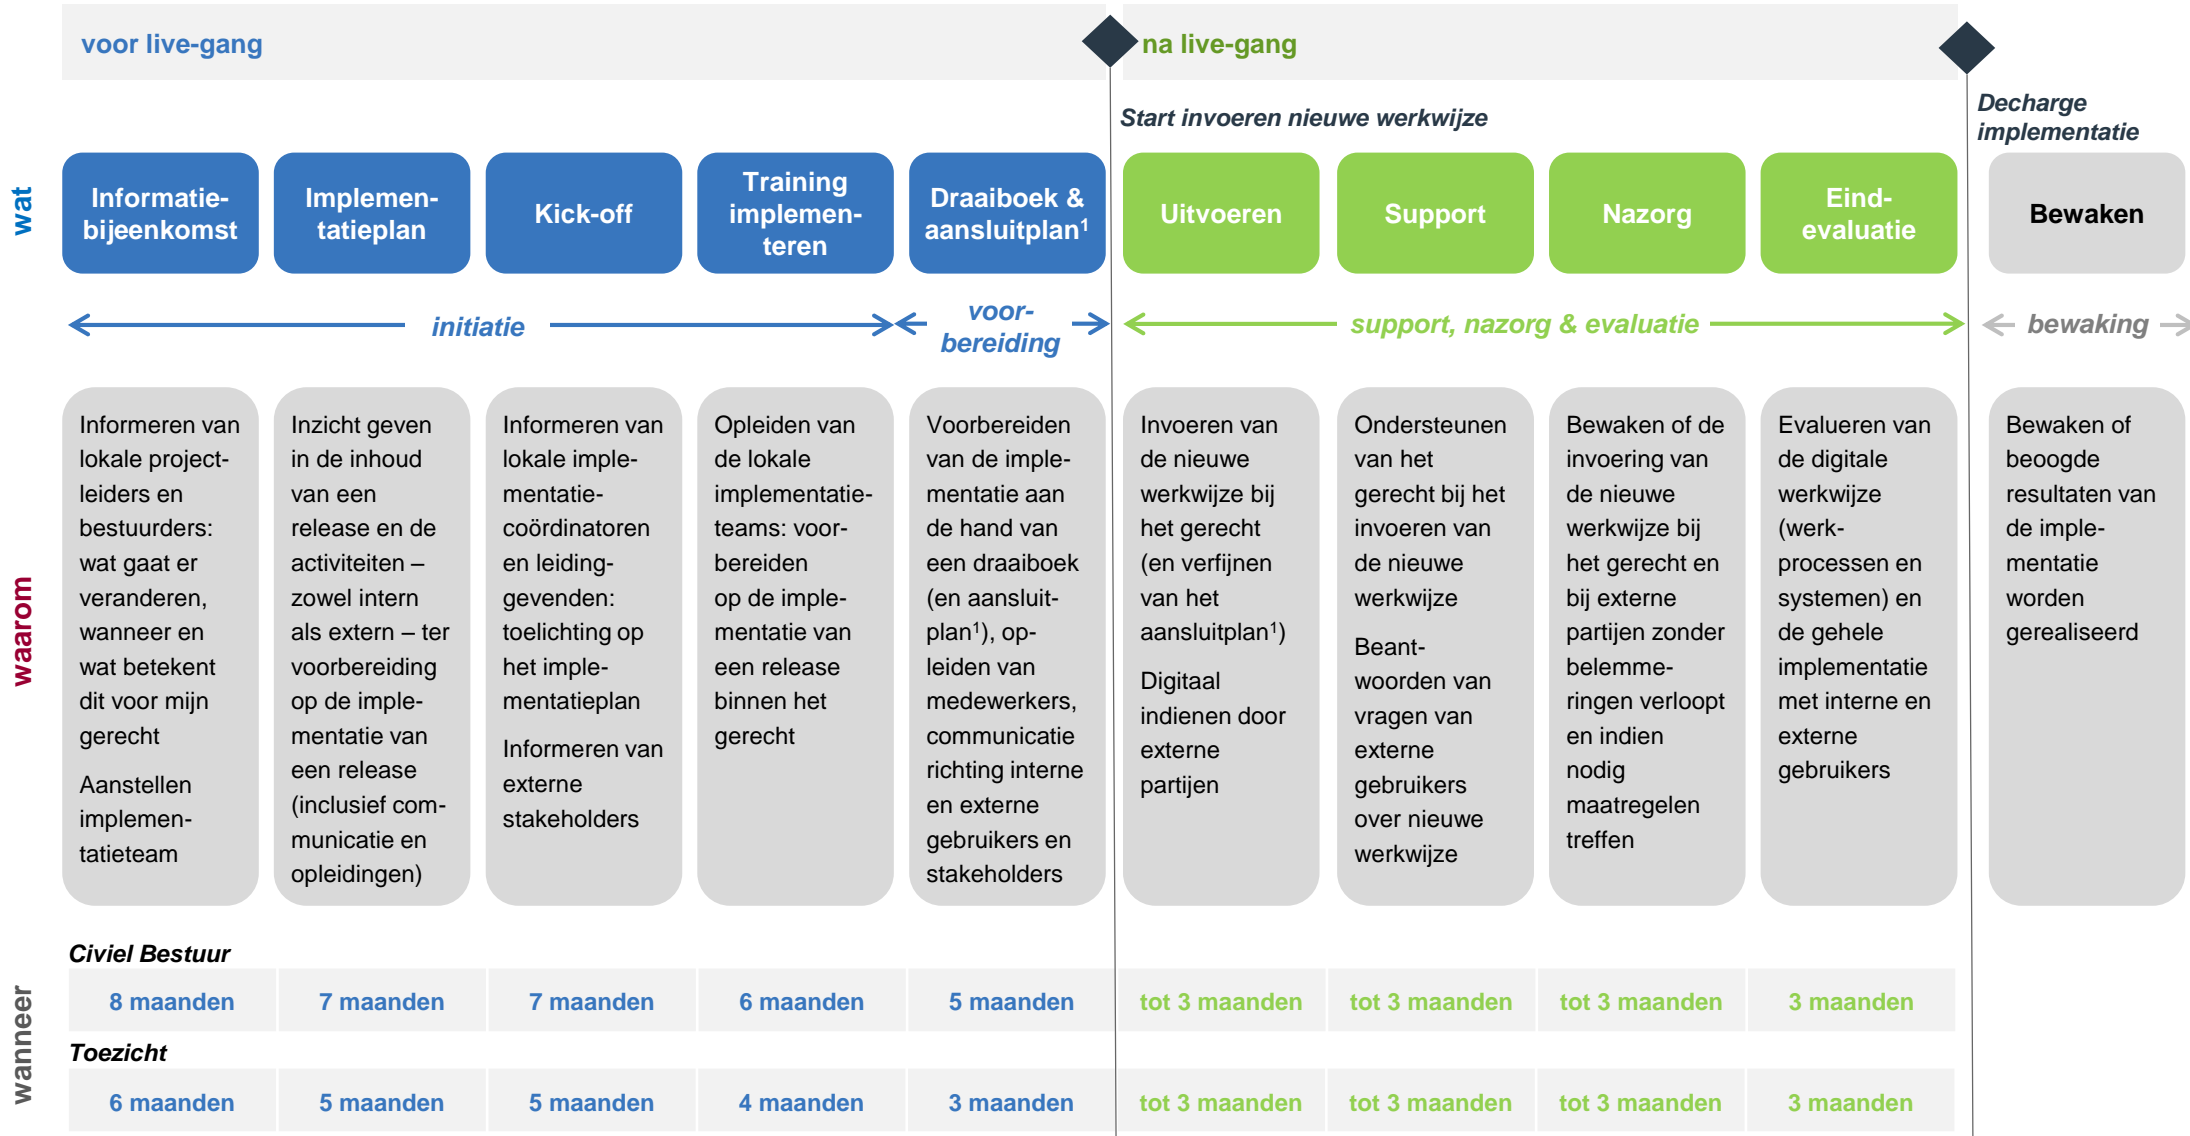 voor live-gang
na live-gang
Start invoeren nieuwe werkwijze
Decharge
implementatie
wat
Informatie-
bijeenkomst
Implemen-
tatieplan
Kick-off
Training
implemen-
teren
Draaiboek &
aansluitplan¹
Uitvoeren
Support
Nazorg
Eind-
evaluatie
Bewaken
initiatie
voor-
bereiding
support, nazorg & evaluatie
bewaking
waarom
Informeren van
lokale project-
leiders en
bestuurders:
wat gaat er
veranderen,
wanneer en
wat betekent
dit voor mijn
gerecht
Aanstellen
implemen-
tatieteam
Inzicht geven
in de inhoud
van een
release en de
activiteiten –
zowel intern
als extern – ter
voorbereiding
op de imple-
mentatie van
een release
(inclusief com-
municatie en
opleidingen)
Informeren van
lokale imple-
mentatie-
coördinatoren
en leiding-
gevenden:
toelichting op
het imple-
mentatieplan
Informeren van
externe
stakeholders
Opleiden van
de lokale
implementatie-
teams: voor-
bereiden
op de imple-
mentatie van
een release
binnen het
gerecht
Voorbereiden
van de imple-
mentatie aan
de hand van
een draaiboek
(en aansluit-
plan¹), op-
leiden van
medewerkers,
communicatie
richting interne
en externe
gebruikers en
stakeholders
Invoeren van
de nieuwe
werkwijze bij
het gerecht
(en verfijnen
van het
aansluitplan¹)
Digitaal
indienen door
externe
partijen
Ondersteunen
van het
gerecht bij het
invoeren van
de nieuwe
werkwijze
Beant-
woorden van
vragen van
externe
gebruikers
over nieuwe
werkwijze
Bewaken of de
invoering van
de nieuwe
werkwijze bij
het gerecht en
bij externe
partijen zonder
belemme-
ringen verloopt
en indien
nodig
maatregelen
treffen
Evalueren van
de digitale
werkwijze
(werk-
processen en
systemen) en
de gehele
implementatie
met interne en
externe
gebruikers
Bewaken of
beoogde
resultaten van
de imple-
mentatie
worden
gerealiseerd
wanneer
Civiel Bestuur
8 maanden 7 maanden 7 maanden 6 maanden 5 maanden tot 3 maanden tot 3 maanden tot 3 maanden 3 maanden
Toezicht
6 maanden 5 maanden 5 maanden 4 maanden 3 maanden tot 3 maanden tot 3 maanden tot 3 maanden 3 maanden